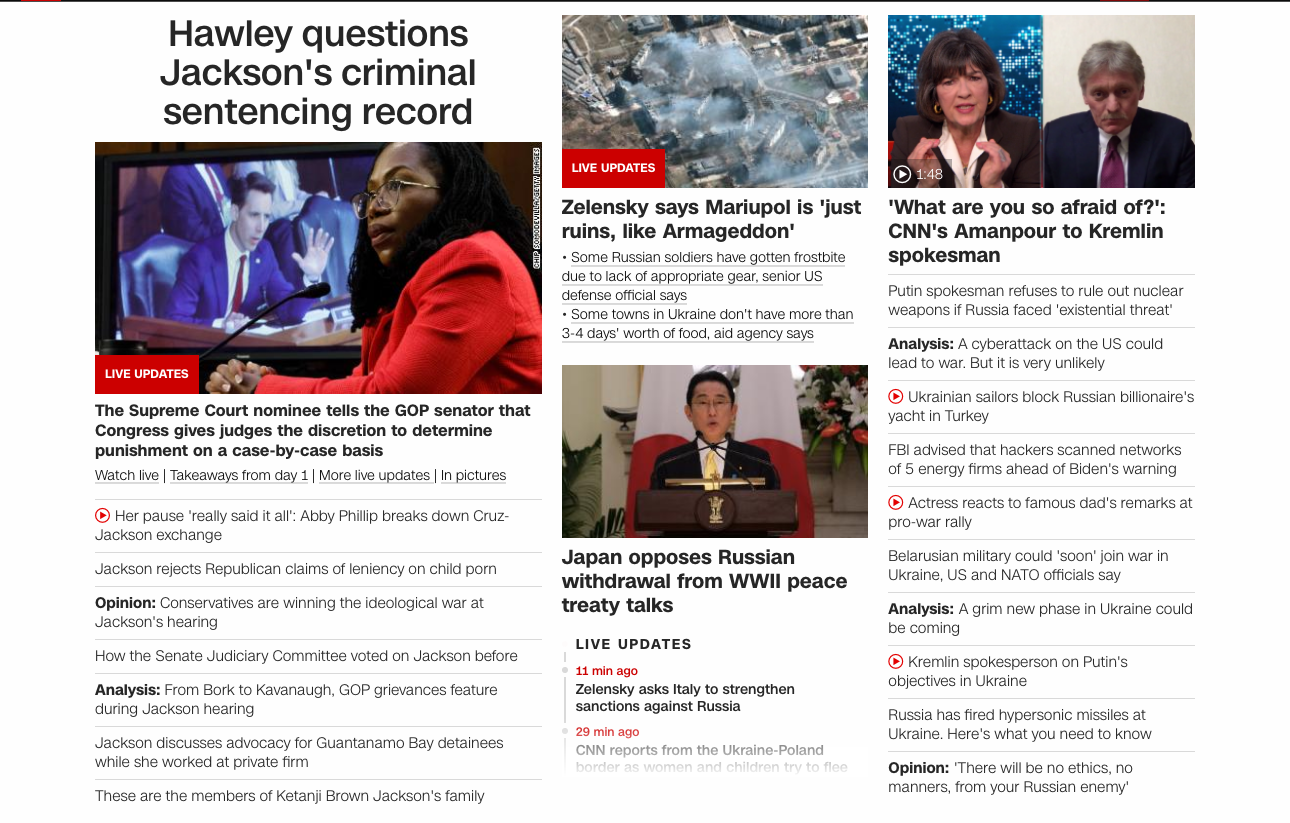 Hawley questions
Jackson's criminal
sentencing record
CHIP SOMODEVILLA/GETTY IMAGES
LIVE UPDATES
The Supreme Court nominee tells the GOP senator that
Congress gives judges the discretion to determine
punishment on a case-by-case basis
Watch live | Takeaways from day 1 | More live updates | In pictures
Her pause 'really said it all': Abby Phillip breaks down Cruz-
Jackson exchange
Jackson rejects Republican claims of leniency on child porn
Opinion: Conservatives are winning the ideological war at
Jackson's hearing
How the Senate Judiciary Committee voted on Jackson before
Analysis: From Bork to Kavanaugh, GOP grievances feature
during Jackson hearing
Jackson discusses advocacy for Guantanamo Bay detainees
while she worked at private firm
These are the members of Ketanji Brown Jackson's family
LIVE UPDATES
Zelensky says Mariupol is 'just
ruins, like Armageddon'
• Some Russian soldiers have gotten frostbite
due to lack of appropriate gear, senior US
defense official says
• Some towns in Ukraine don't have more than
3-4 days' worth of food, aid agency says
Japan opposes Russian
withdrawal from WWII peace
treaty talks
LIVE UPDATES
11 min ago
Zelensky asks Italy to strengthen
sanctions against Russia
29 min ago
CNN reports from the Ukraine-Poland
border as women and children try to flee
1:48
'What are you so afraid of?':
CNN's Amanpour to Kremlin
spokesman
Putin spokesman refuses to rule out nuclear
weapons if Russia faced 'existential threat'
Analysis: A cyberattack on the US could
lead to war. But it is very unlikely
Ukrainian sailors block Russian billionaire's
yacht in Turkey
FBI advised that hackers scanned networks
of 5 energy firms ahead of Biden's warning
Actress reacts to famous dad's remarks at
pro-war rally
Belarusian military could 'soon' join war in
Ukraine, US and NATO officials say
Analysis: A grim new phase in Ukraine could
be coming
Kremlin spokesperson on Putin's
objectives in Ukraine
Russia has fired hypersonic missiles at
Ukraine. Here's what you need to know
Opinion: 'There will be no ethics, no
manners, from your Russian enemy'